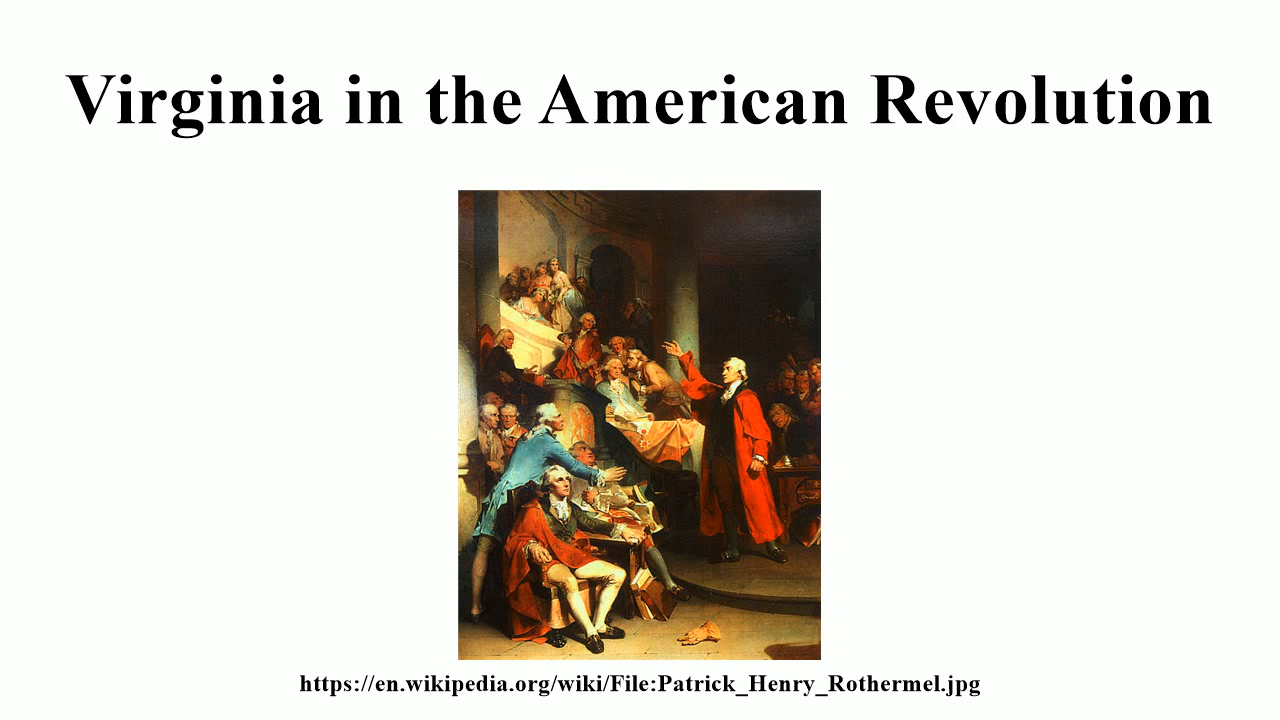 Virginia in the American Revolution
https://en.wikipedia.org/wiki/File:Patrick_Henry_Rothermel.jpg